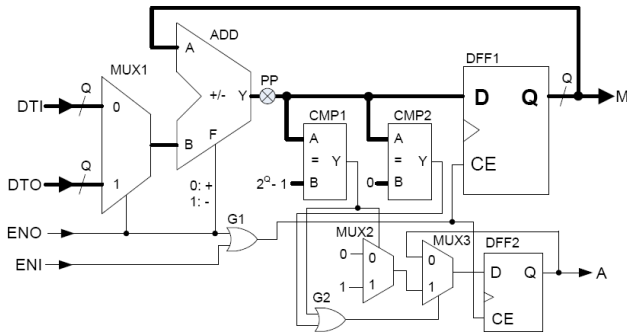 ADD
DFF1
MUX1
A
PP
Q
DTI
Q
0
+/-
Y
CMP1
CMP2
D
Q
M
A
A
B
F
=
Y
=
Y
CE
DTO
Q
1
0: +
1: -
2^Q - 1
B
0
B
ENO
G1
MUX2
MUX3
DFF2
ENI
0
0
0
D
Q
A
G2
1
1
1
CE